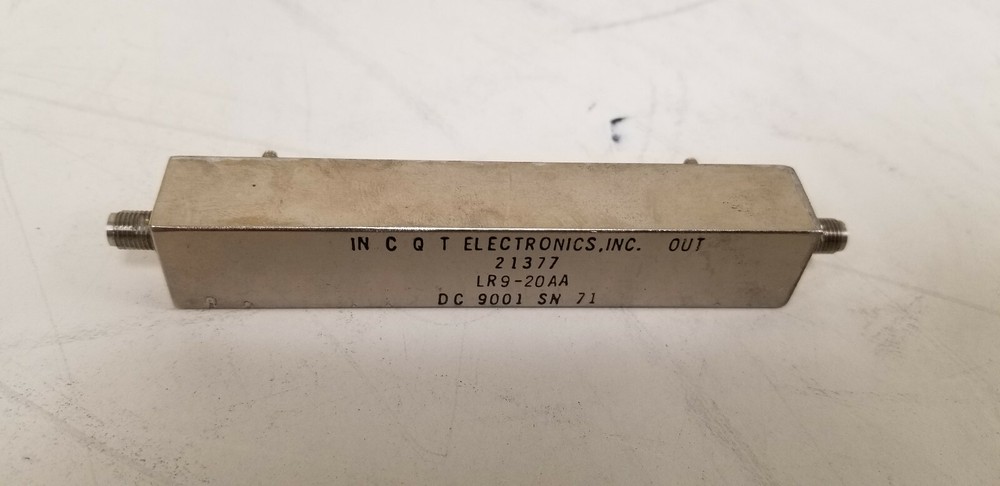 IN C Q T ELECTRONICS, INC. OUT
21377
LR9-20AA
DC 9001 SN 71